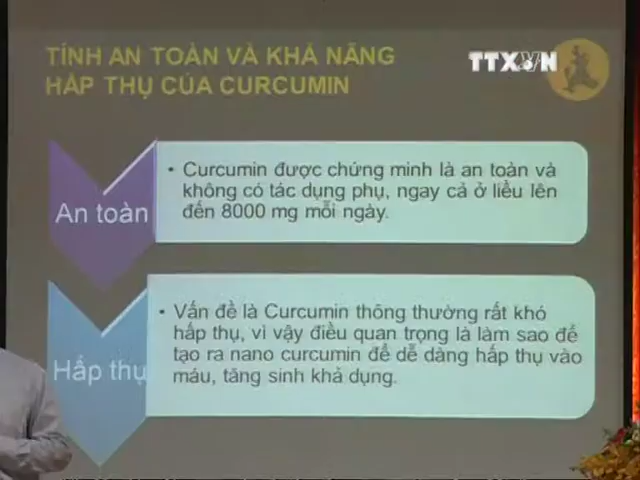 TÍNH AN TOÀN VÀ KHẢ NĂNG
HẤP THỤ CỦA CURCUMIN
TTXVN
An toàn
• Curcumin được chứng minh là an toàn và
không có tác dụng phụ, ngay cả ở liều lên
đến 8000 mg mỗi ngày.
Hấp thụ
• Vấn đề là Curcumin thông thường rất khó
hấp thụ, vì vậy điều quan trọng là làm sao để
tạo ra nano curcumin để dễ dàng hấp thụ vào
máu, tăng sinh khả dụng.